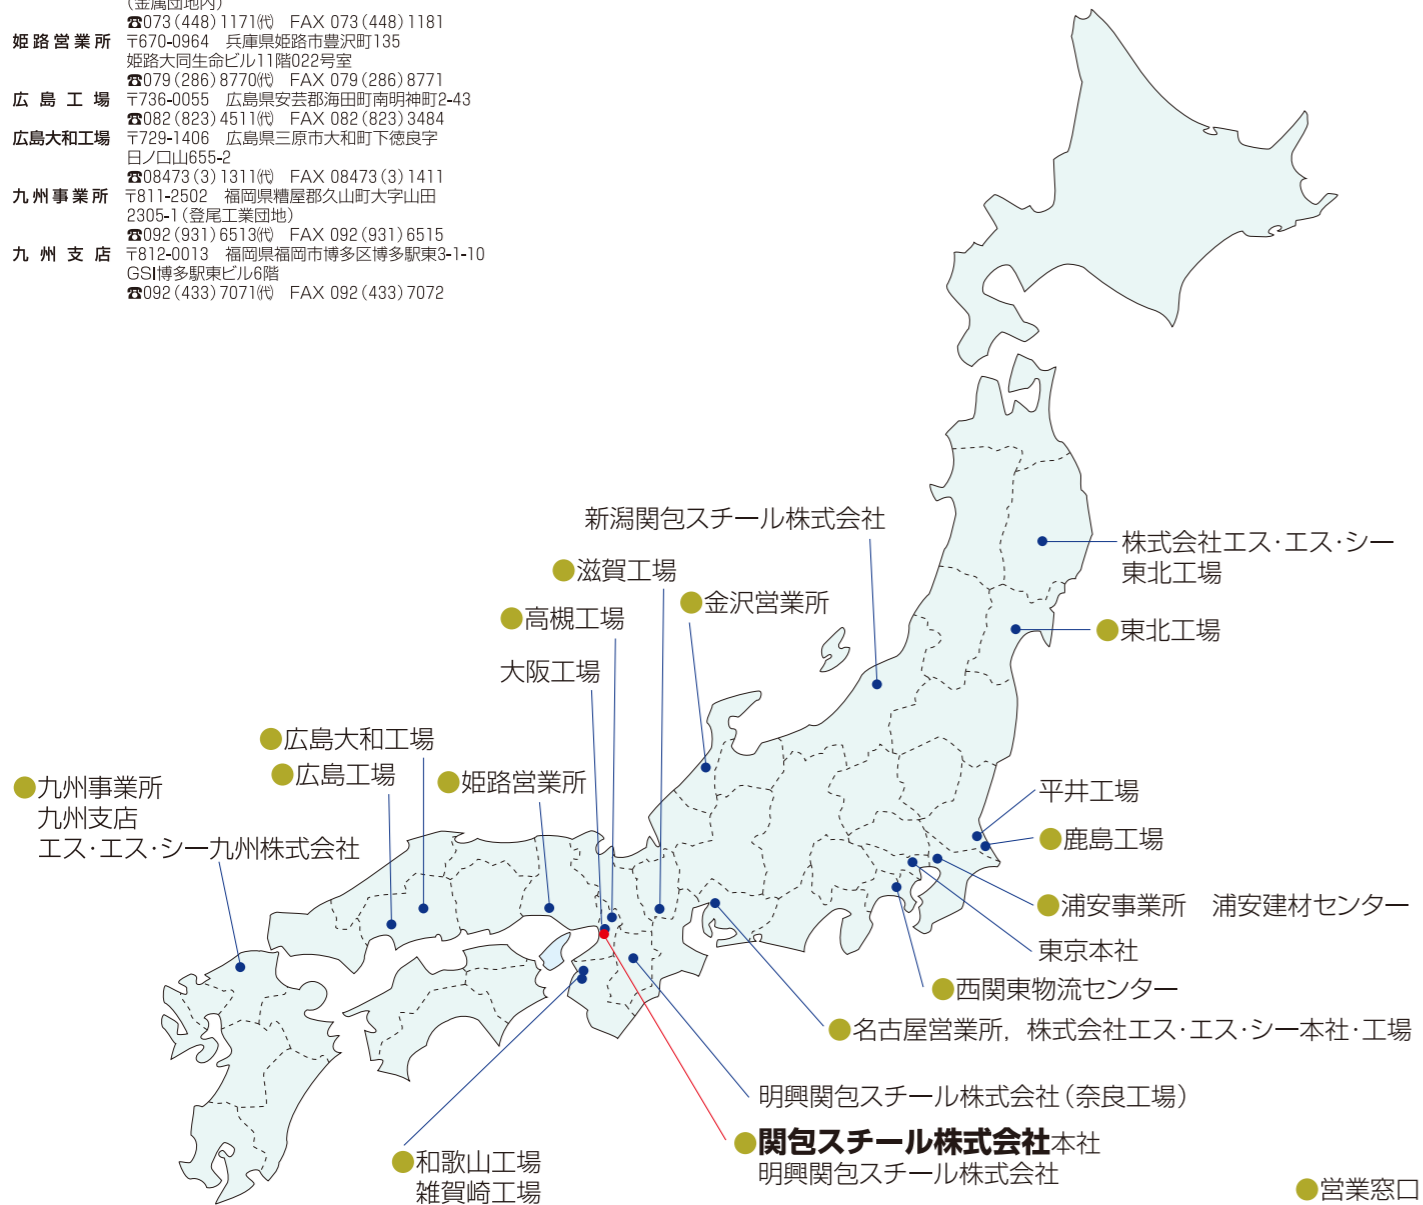 (金属団地内)
☎073(448)1171㈹ FAX 073(448)1181
姫路営業所 〒670-0964 兵庫県姫路市豊沢町135
姫路大同生命ビル11階022号室
☎079(286)8770㈹ FAX 079(286)8771
広島工場 〒736-0055 広島県安芸郡海田町南明神町2-43
☎082(823)4511㈹ FAX 082(823)3484
広島大和工場 〒729-1406 広島県三原市大和町下徳良字
日ノ口山655-2
☎08473(3)1311㈹ FAX 08473(3)1411
九州事業所 〒811-2502 福岡県糟屋郡久山町大字山田
2305-1(登尾工業団地)
☎092(931)6513㈹ FAX 092(931)6515
九州支店 〒812-0013 福岡県福岡市博多区博多駅東3-1-10
GSI博多駅東ビル6階
☎092(433)7071㈹ FAX 092(433)7072
新潟関包スチール株式会社
株式会社エス・エス・シー
東北工場
●滋賀工場
●金沢営業所
●高槻工場
●東北工場
大阪工場
●広島大和工場
●広島工場
●姫路営業所
●九州事業所
九州支店
エス・エス・シー九州株式会社
平井工場
●鹿島工場
●浦安事業所 浦安建材センター
東京本社
●西関東物流センター
●名古屋営業所, 株式会社エス・エス・シー本社・工場
明興関包スチール株式会社(奈良工場)
●関包スチール株式会社本社
明興関包スチール株式会社
●和歌山工場
雑賀崎工場
●営業窓口